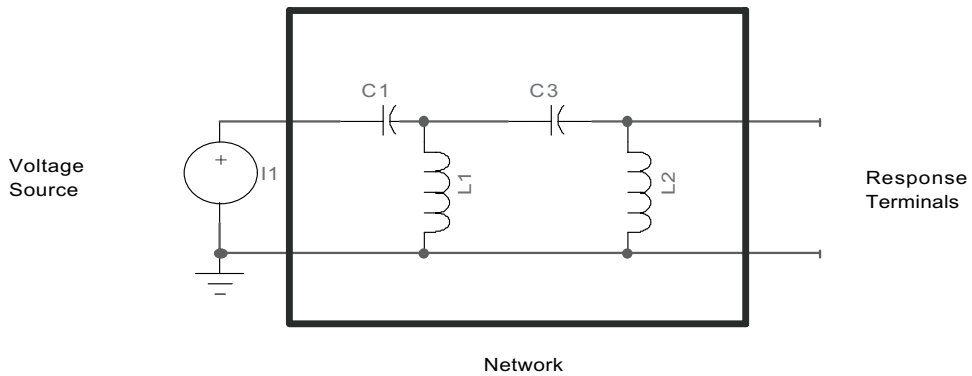 C1
C3
+
I1
L1
L2
Voltage
Source
Response
Terminals
Network